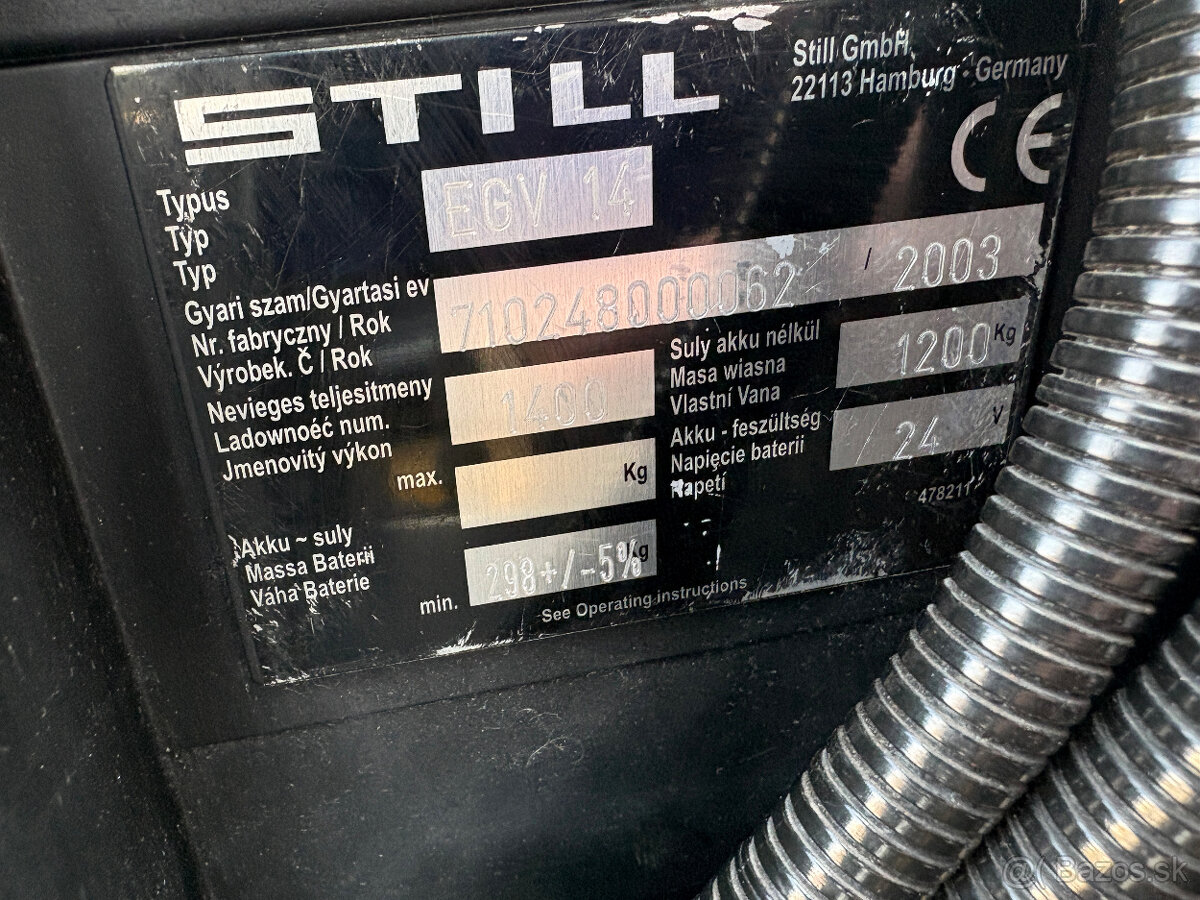 STILL
Still GmbH
22113 Hamburg · Germany
CE
Typus
Typ
Typ
EGV 14
Gyari szam/Gyartasi ev
Nr. fabryczny / Rok
Výrobek. Č / Rok
710248000062 / 2003
Nevieges teljesitmeny
Ladownoéć num.
Jmenovitý výkon
1400
max.
Kg
Suly akku nélkül
Masa wiasna
Vlastní Vana
1200 Kg
Akku - feszültség
Napięcie baterii
Napetí
24 V
478211
Akku ~ suly
Massa Baterii
Váha Baterie
min.
298+/-5% kg
See Operating instructions
@( Bazos.sk